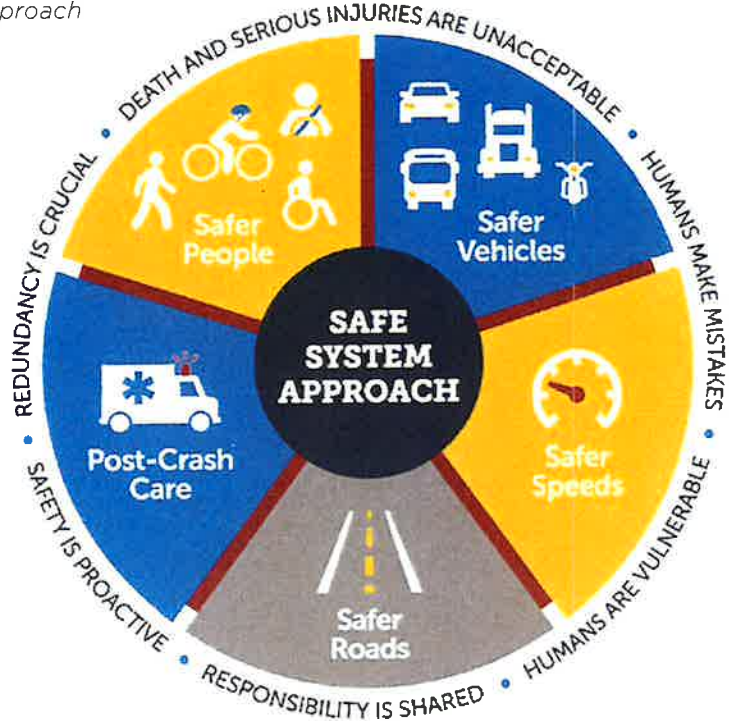 proach
DEATH AND SERIOUS INJURIES ARE UNACCEPTABLE
HUMANS MAKE MISTAKES
HUMANS ARE VULNERABLE
RESPONSIBILITY IS SHARED
SAFETY IS PROACTIVE
REDUNDANCY IS CRUCIAL
Safer
People
Safer
Vehicles
SAFE
SYSTEM
APPROACH
Post-Crash
Care
Safer
Speeds
Safer
Roads